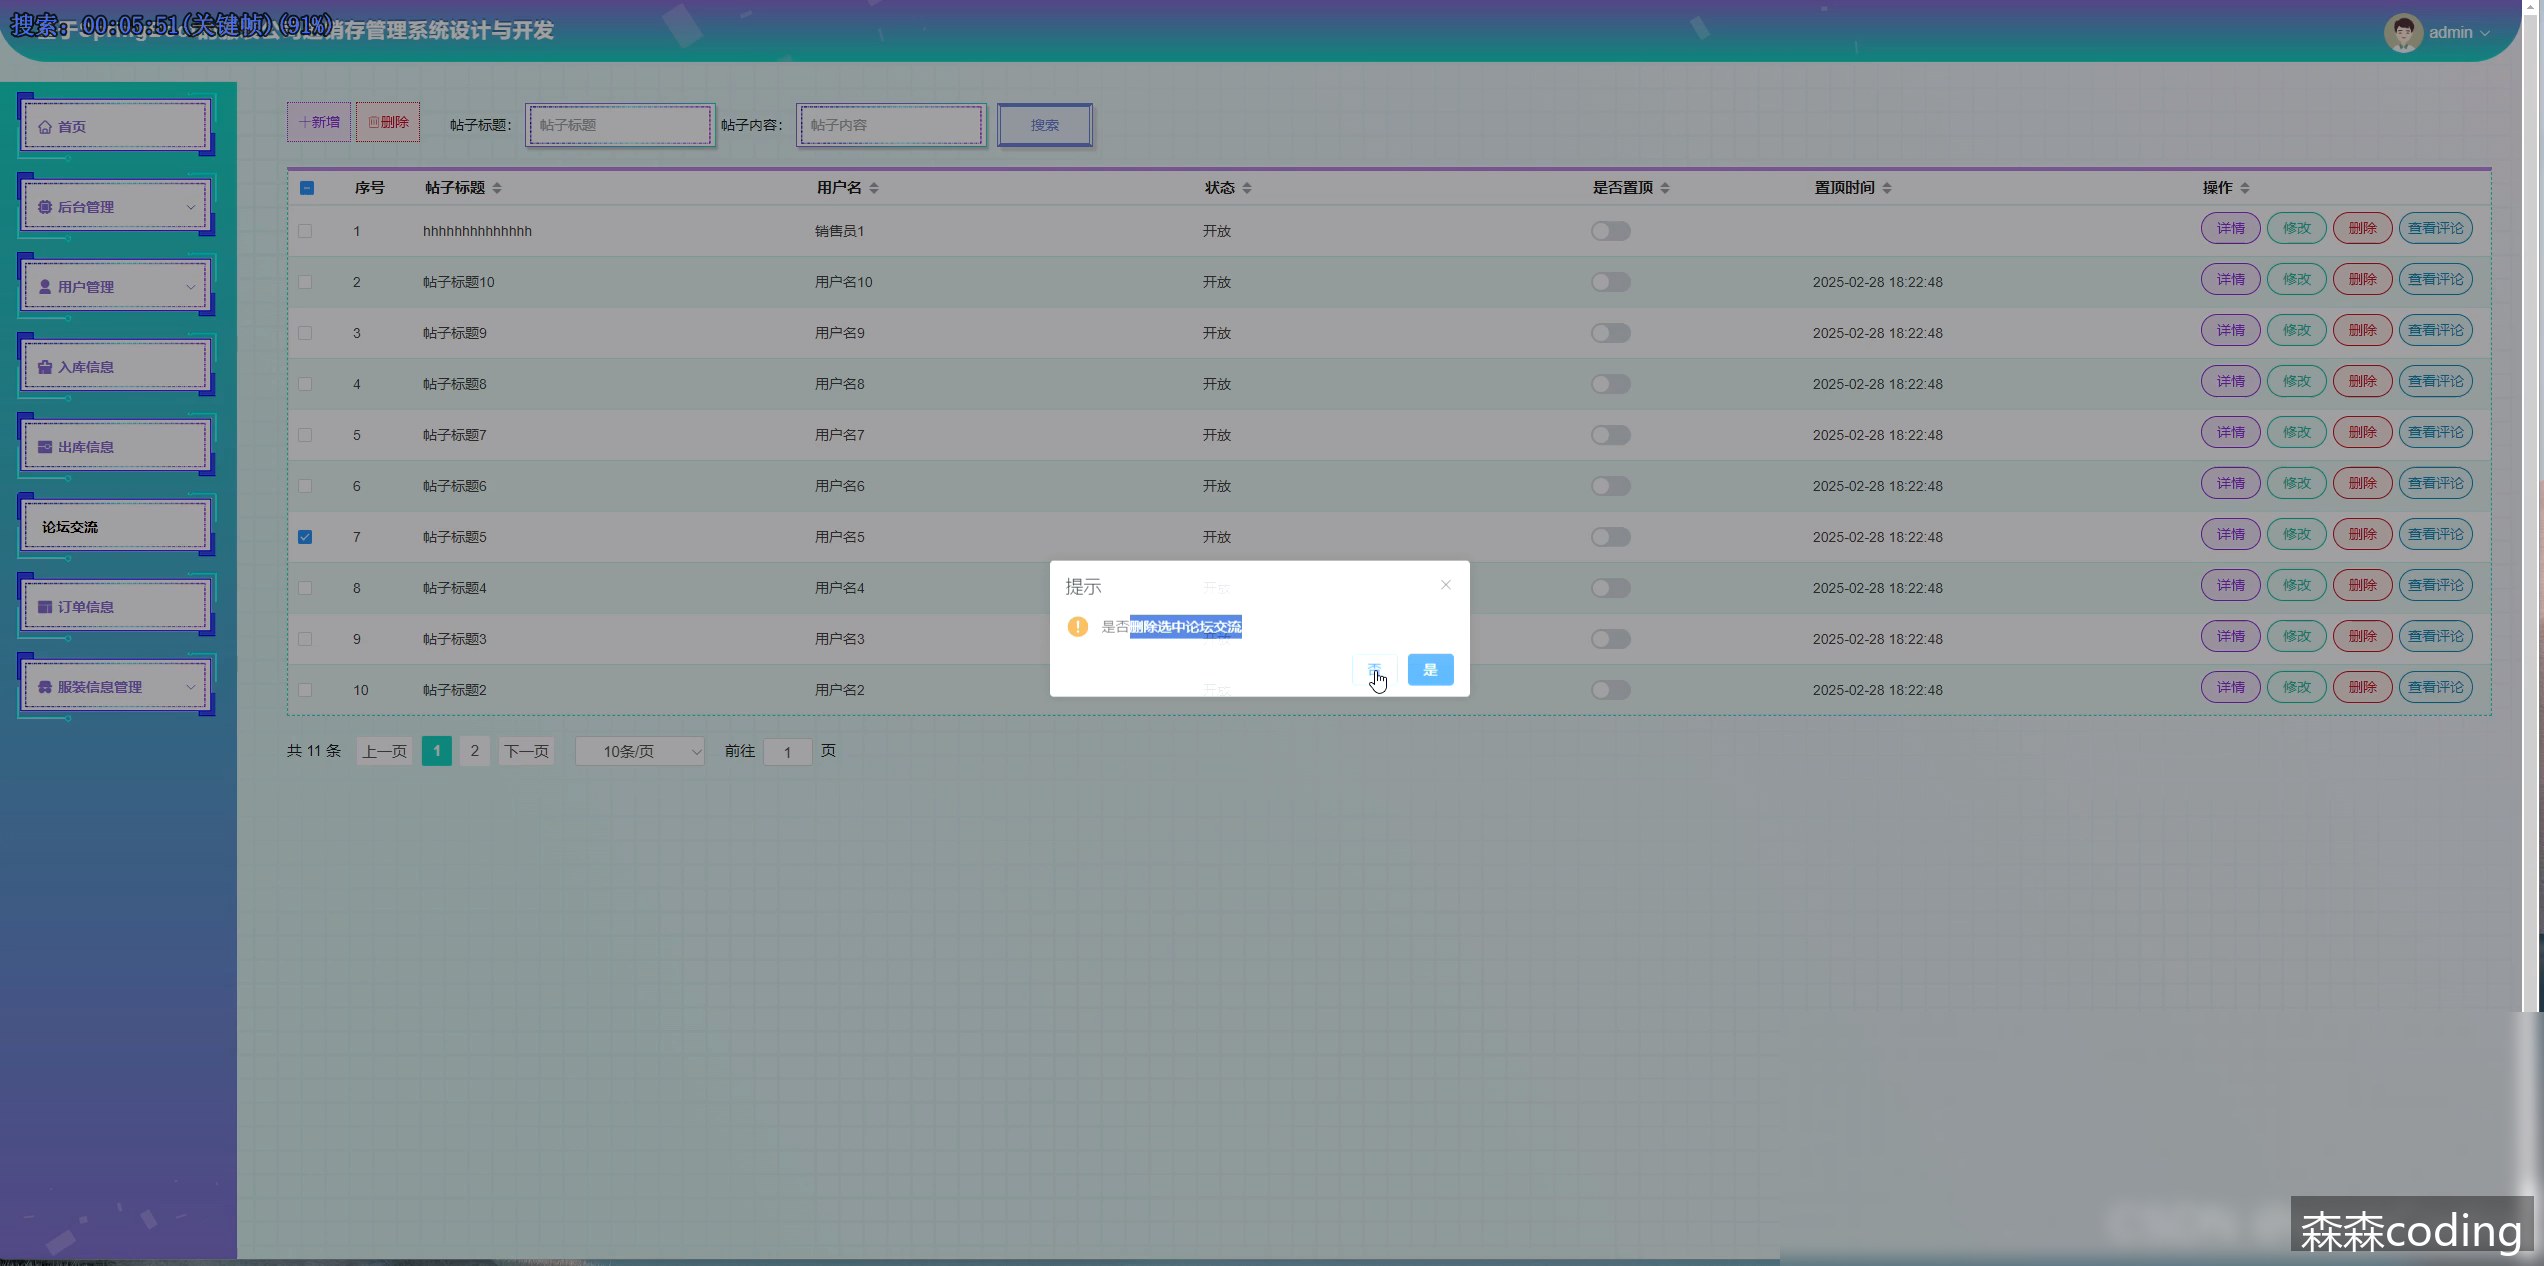 搜索: 00:05:51(关键帧)(91%)
销存管理系统设计与开发
admin
首页
后台管理
用户管理
入库信息
出库信息
论坛交流
订单信息
服装信息管理
新增 删除 帖子标题: 帖子标题 帖子内容: 帖子内容 搜索
序号 帖子标题 用户名 状态 是否置顶 置顶时间 操作
1 hhhhhhhhhhhhhh 销售员1 开放 详情 修改 删除 查看评论
2 帖子标题10 用户名10 开放 2025-02-28 18:22:48 详情 修改 删除 查看评论
3 帖子标题9 用户名9 开放 2025-02-28 18:22:48 详情 修改 删除 查看评论
4 帖子标题8 用户名8 开放 2025-02-28 18:22:48 详情 修改 删除 查看评论
5 帖子标题7 用户名7 开放 2025-02-28 18:22:48 详情 修改 删除 查看评论
6 帖子标题6 用户名6 开放 2025-02-28 18:22:48 详情 修改 删除 查看评论
7 帖子标题5 用户名5 开放 2025-02-28 18:22:48 详情 修改 删除 查看评论
8 帖子标题4 用户名4 开放 2025-02-28 18:22:48 详情 修改 删除 查看评论
9 帖子标题3 用户名3 2025-02-28 18:22:48 详情 修改 删除 查看评论
10 帖子标题2 用户名2 开放 2025-02-28 18:22:48 详情 修改 删除 查看评论
提示
是否删除选中论坛交流
否 是
共 11 条 上一页 1 2 下一页 10条/页 前往 1 页
森森coding